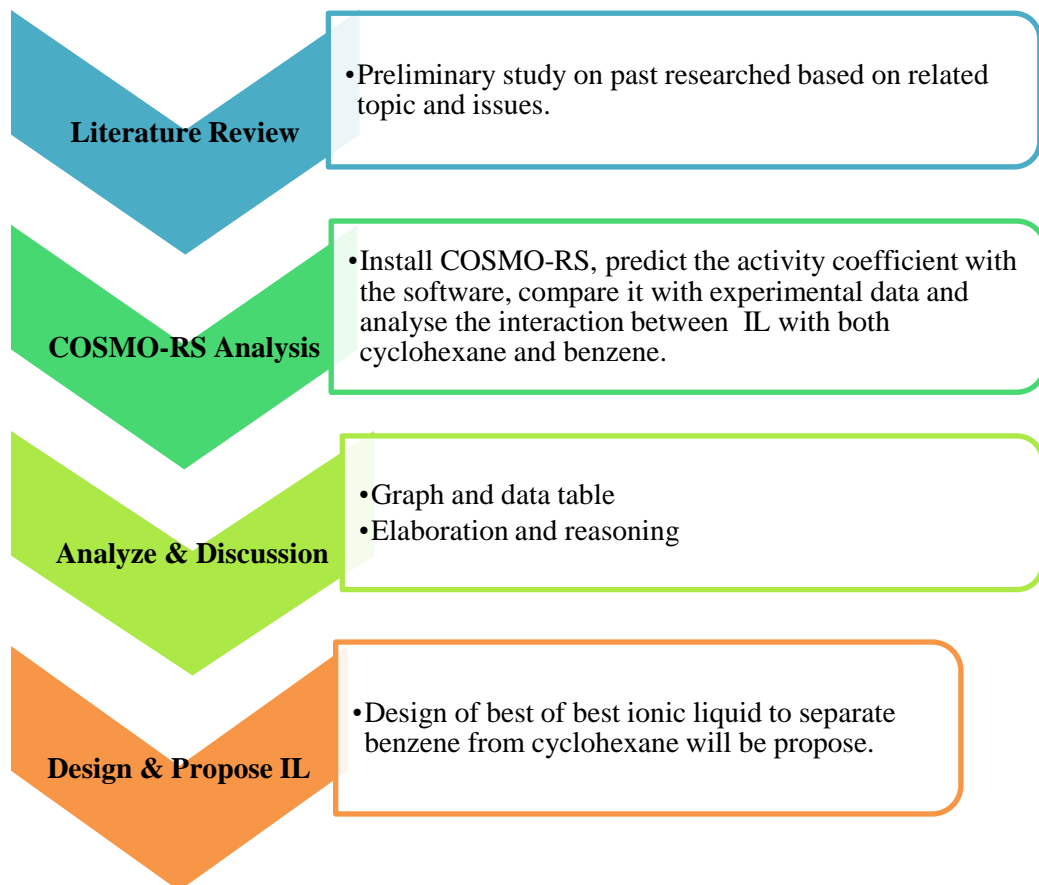 Literature Review
•Preliminary study on past researched based on related
topic and issues.
COSMO-RS Analysis
•Install COSMO-RS, predict the activity coefficient with
the software, compare it with experimental data and
analyse the interaction between IL with both
cyclohexane and benzene.
Analyze & Discussion
•Graph and data table
•Elaboration and reasoning
Design & Propose IL
•Design of best of best ionic liquid to separate
benzene from cyclohexane will be propose.